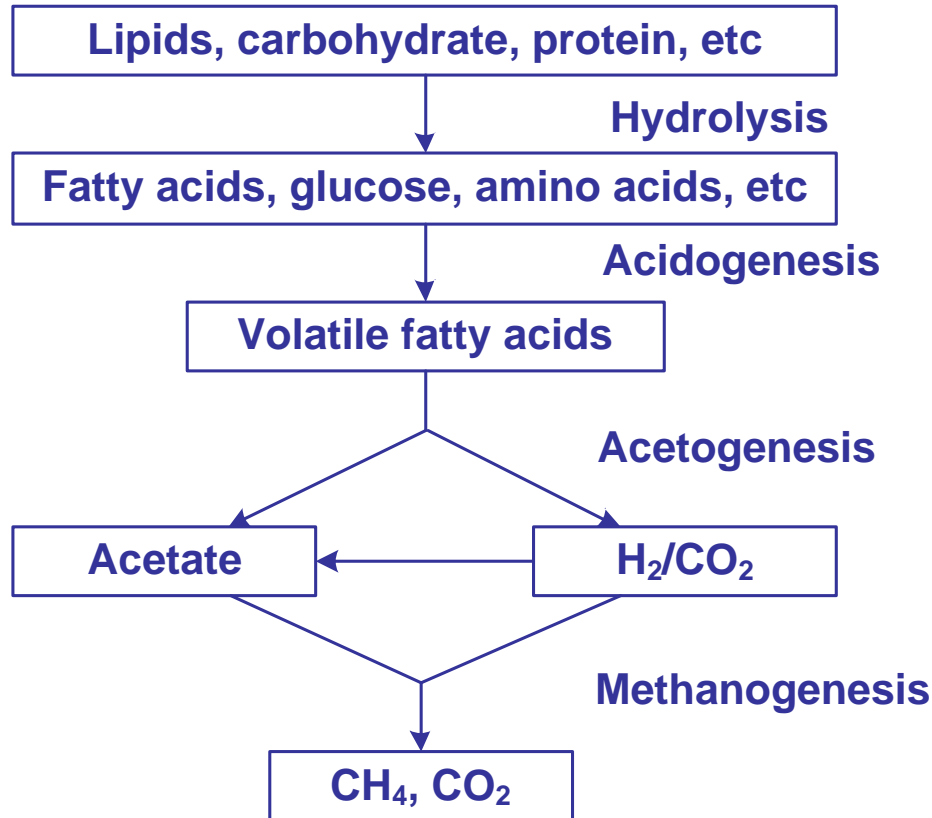 Lipids, carbohydrate, protein, etc
Hydrolysis
Fatty acids, glucose, amino acids, etc
Acidogenesis
Volatile fatty acids
Acetogenesis
Acetate
H₂/CO₂
Methanogenesis
CH₄, CO₂